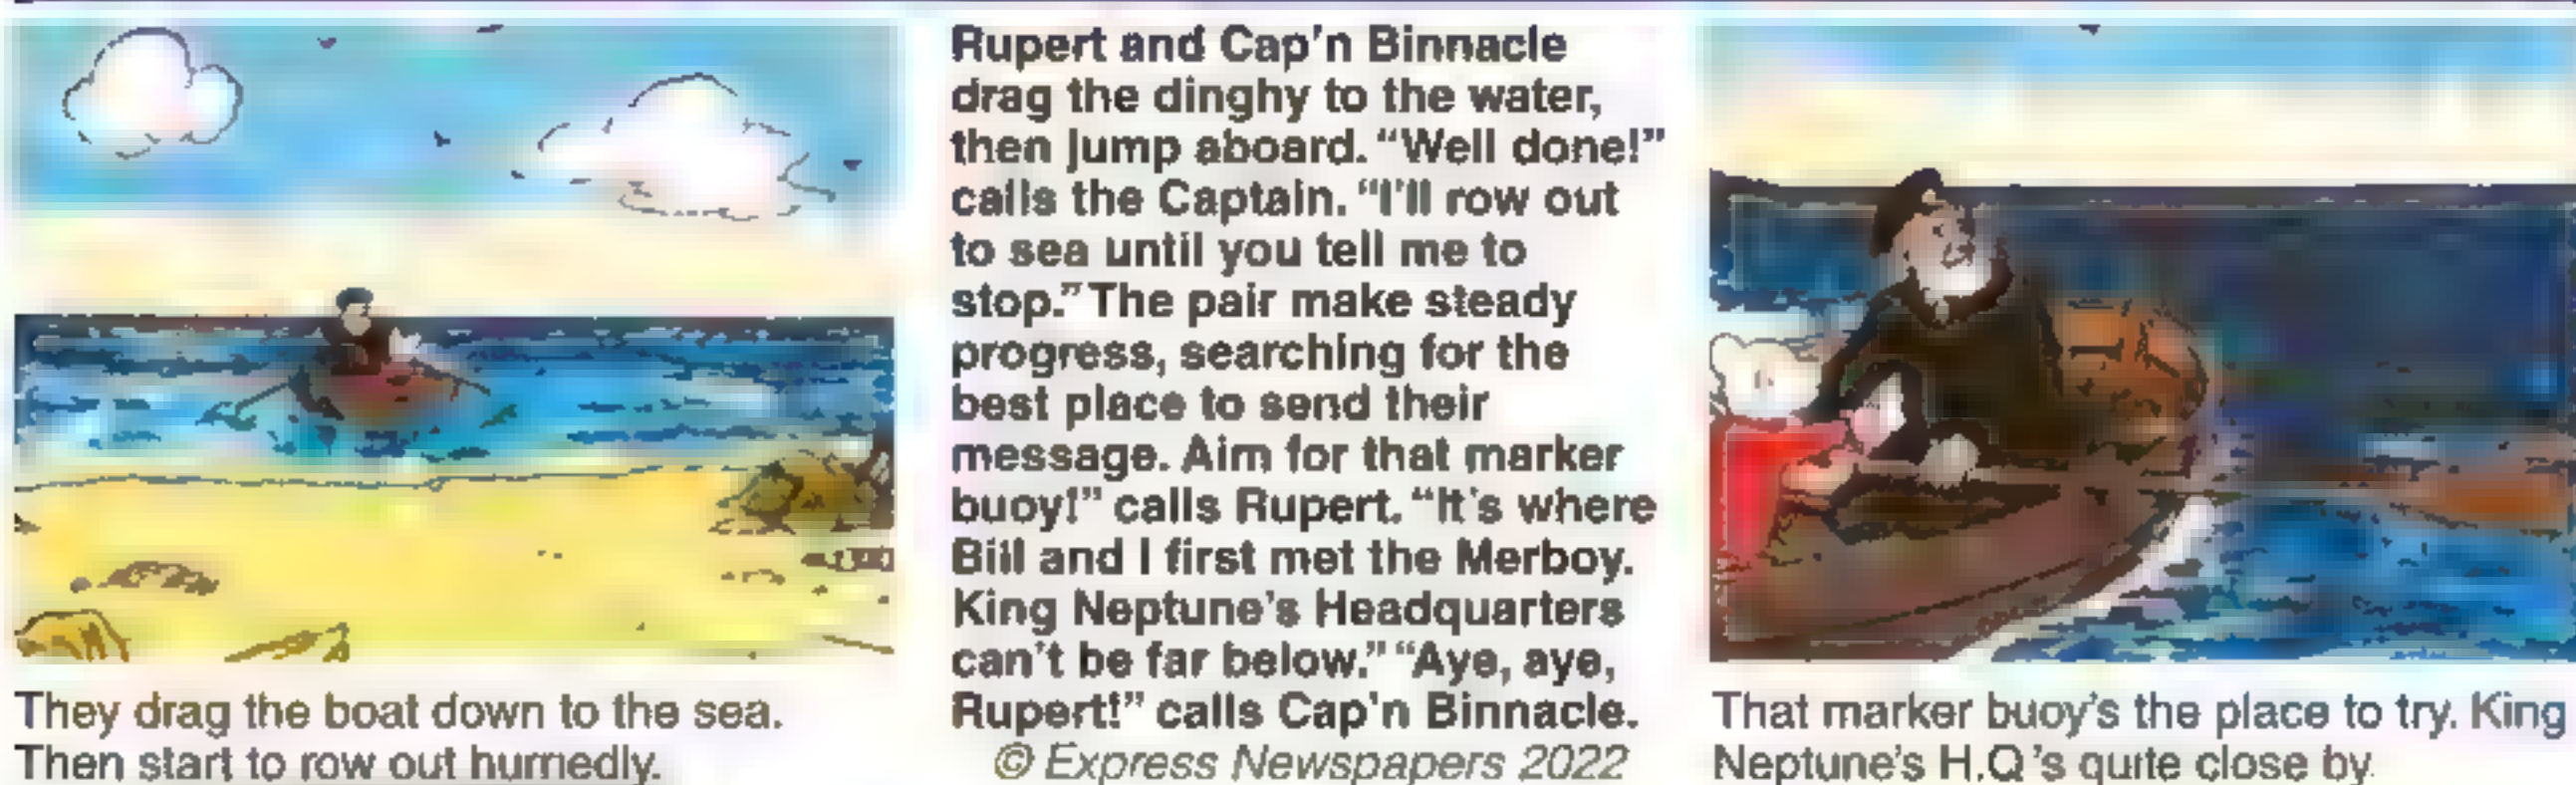 Rupert and Cap'n Binnacle
drag the dinghy to the water,
then jump aboard. "Well done!"
calls the Captain. "I'll row out
to sea until you tell me to
stop." The pair make steady
progress, searching for the
best place to send their
message. Aim for that marker
buoy!" calls Rupert. "It's where
Bill and I first met the Merboy.
King Neptune's Headquarters
can't be far below." "Aye, aye,
Rupert!" calls Cap'n Binnacle.
© Express Newspapers 2022
They drag the boat down to the sea.
Then start to row out hurriedly.
That marker buoy's the place to try. King
Neptune's H.Q's quite close by.